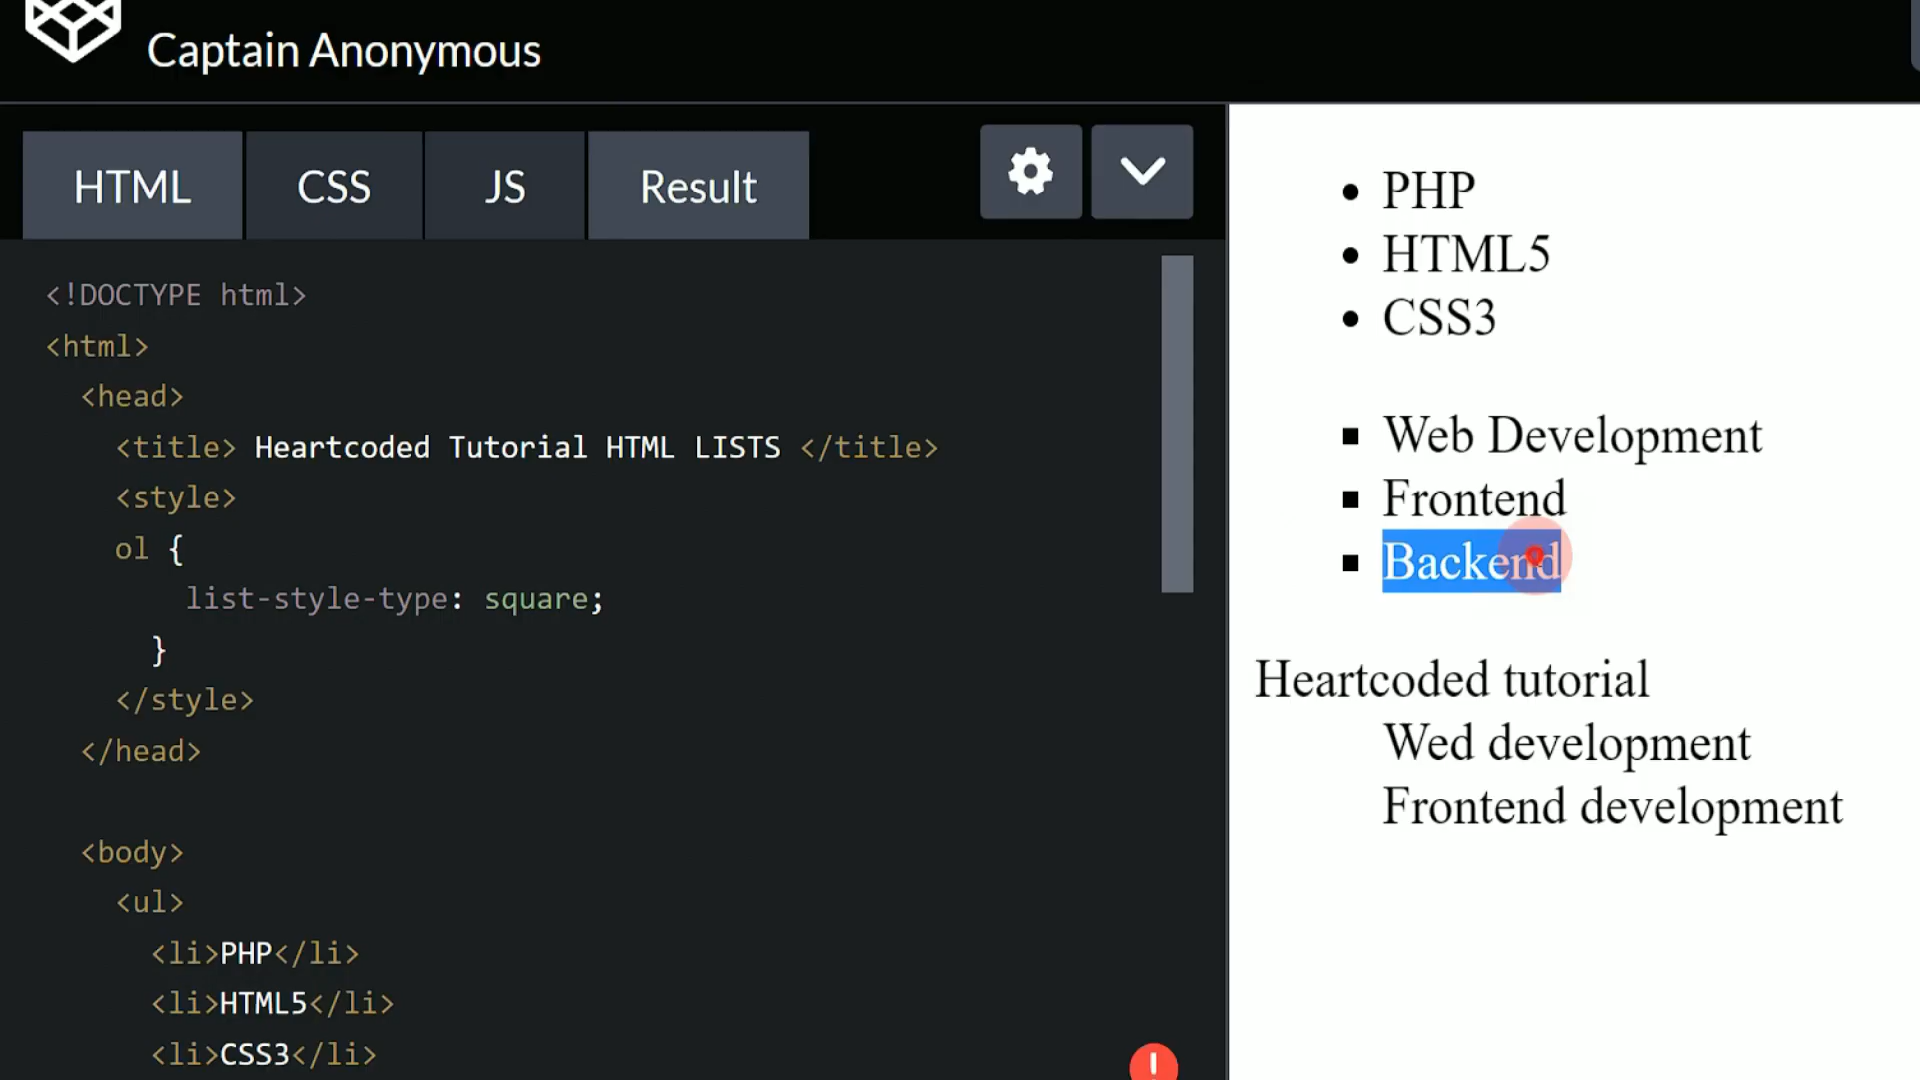 Captain Anonymous
HTML
CSS
JS
Result
<!DOCTYPE html>
<html>
<head>
<title> Heartcoded Tutorial HTML LISTS </title>
<style>
ol {
list-style-type: square;
}
</style>
</head>
<body>
<ul>
<li>PHP</li>
<li>HTML5</li>
<li>CSS3</li>
!
PHP
HTML5
CSS3
Web Development
Frontend
Backend
Heartcoded tutorial
Wed development
Frontend development